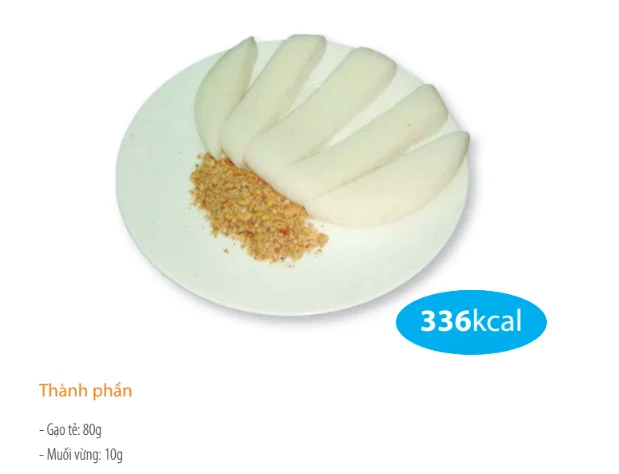 336kcal
Thành phần
- Gạo tẻ: 80g
- Muối vừng: 10g